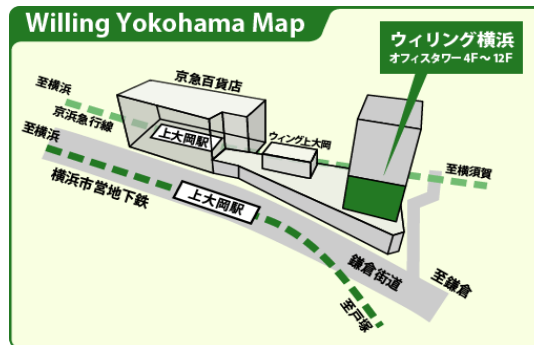 Willing Yokohama Map
ウィリング横浜
オフィスタワー4F〜12F
京急百貨店
至横浜
京浜急行線
至横浜
上大岡駅
ウィング上大岡
至横須賀
横浜市営地下鉄
上大岡駅
鎌倉街道
至鎌倉
至戸塚